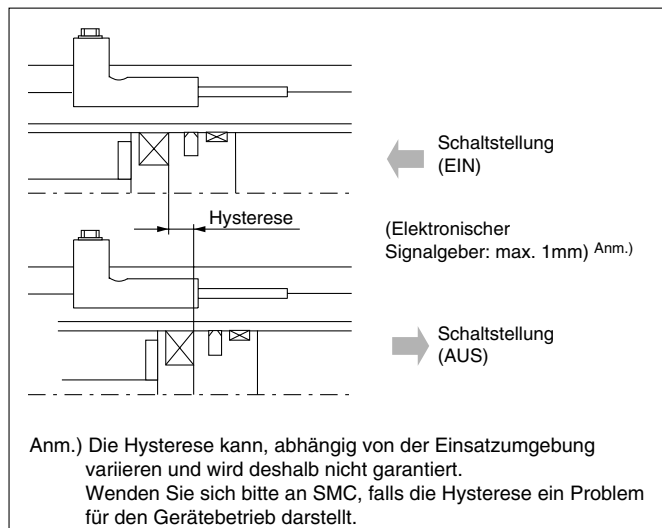 Schaltstellung
(EIN)
Hysterese
(Elektronischer
Signalgeber: max. 1mm) Anm.)
Schaltstellung
(AUS)
Anm.) Die Hysterese kann, abhängig von der Einsatzumgebung
variieren und wird deshalb nicht garantiert.
Wenden Sie sich bitte an SMC, falls die Hysterese ein Problem
für den Gerätebetrieb darstellt.